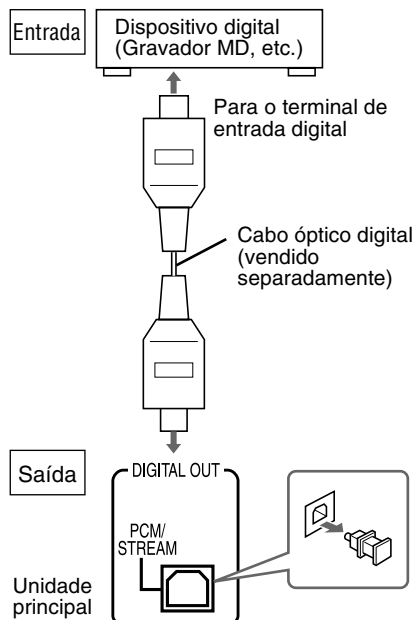 Entrada
Dispositivo digital
(Gravador MD, etc.)
Para o terminal de
entrada digital
Cabo óptico digital
(vendido
separadamente)
Saída
DIGITAL OUT
PCM/
STREAM
Unidade
principal